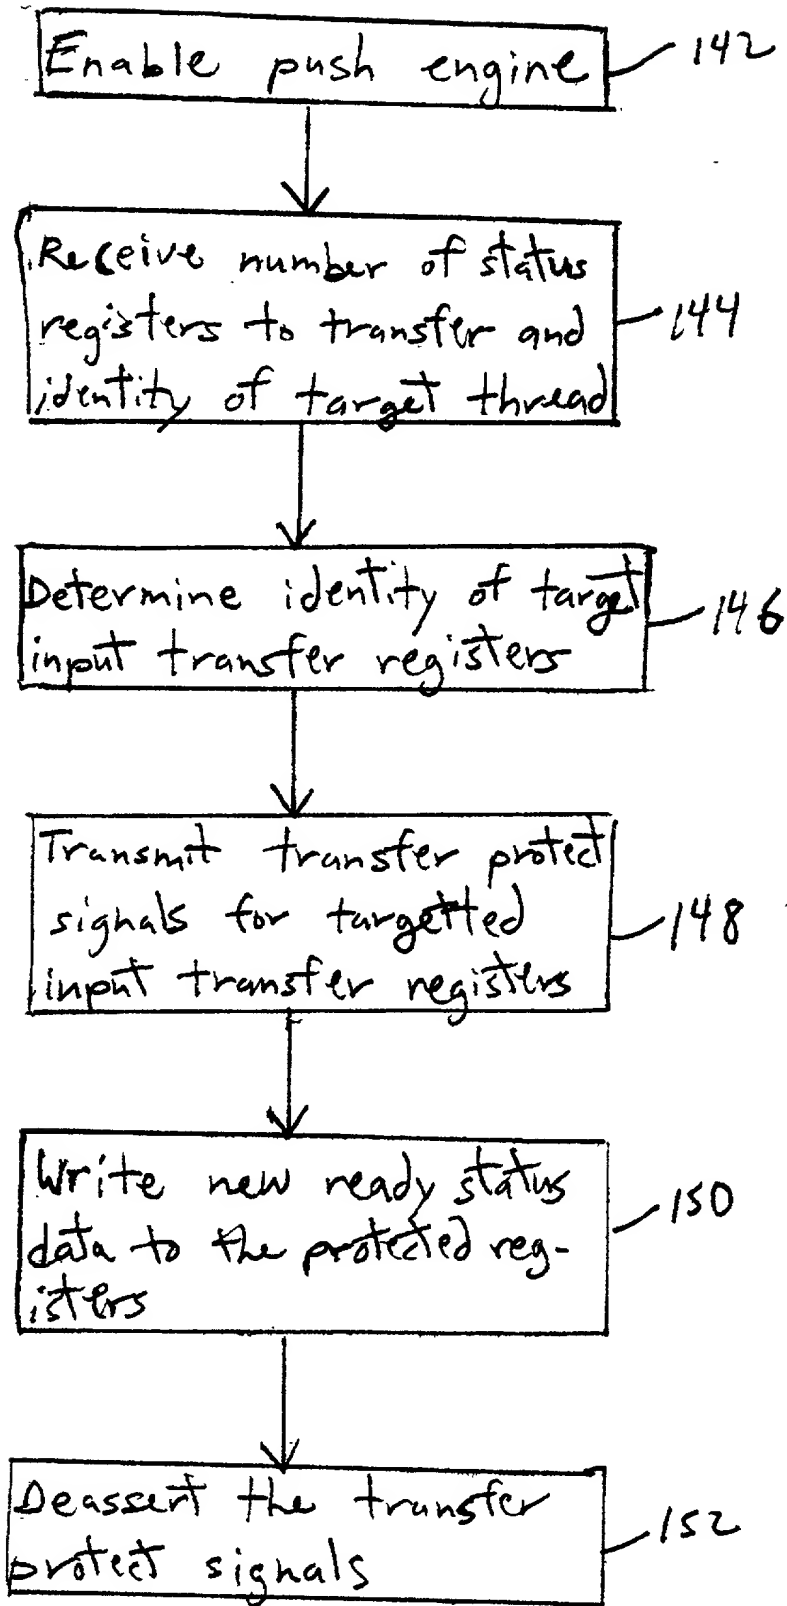 Enable push engine
142
Receive number of status
registers to transfer and
identity of target thread
144
Determine identity of target
input transfer registers
146
Transmit transfer protect
signals for targetted
input transfer registers
148
Write new ready status
data to the protected reg-
isters
150
Deassert the transfer
protect signals
152